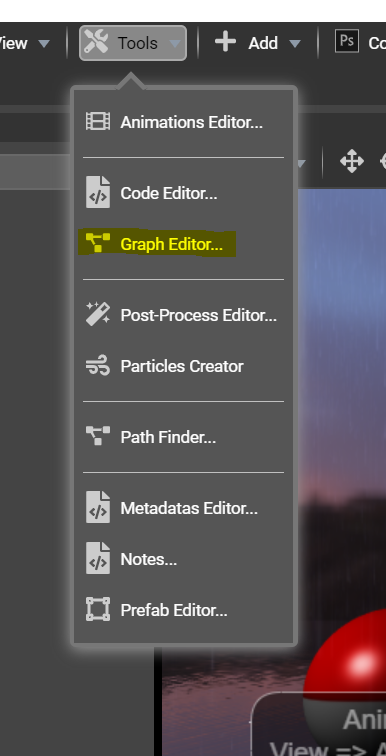 View Tools Add Ps Co
Animations Editor...
Code Editor...
Graph Editor...
Post-Process Editor...
Particles Creator
Path Finder...
Metadatas Editor...
Notes...
Prefab Editor...
Ani
View => A